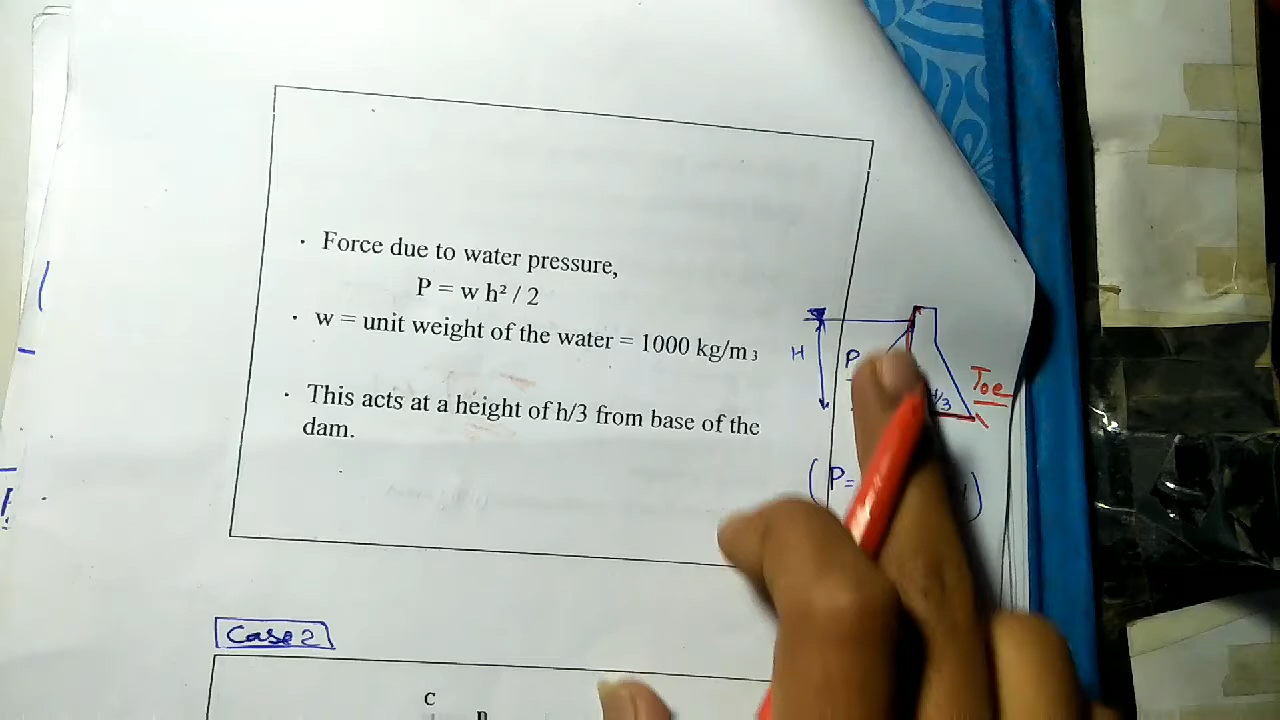 · Force due to water pressure,
P = w h² / 2
· w = unit weight of the water = 1000 kg/m 3
· This acts at a height of h/3 from base of the
dam.
H
P
Toe
/3
(P=
)
Case 2
C